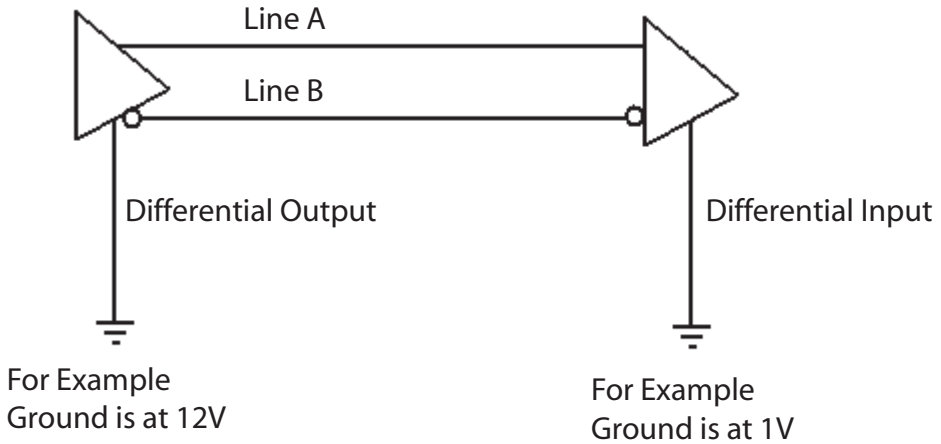 Line A
Line B
Differential Output
Differential Input
For Example
Ground is at 12V
For Example
Ground is at 1V